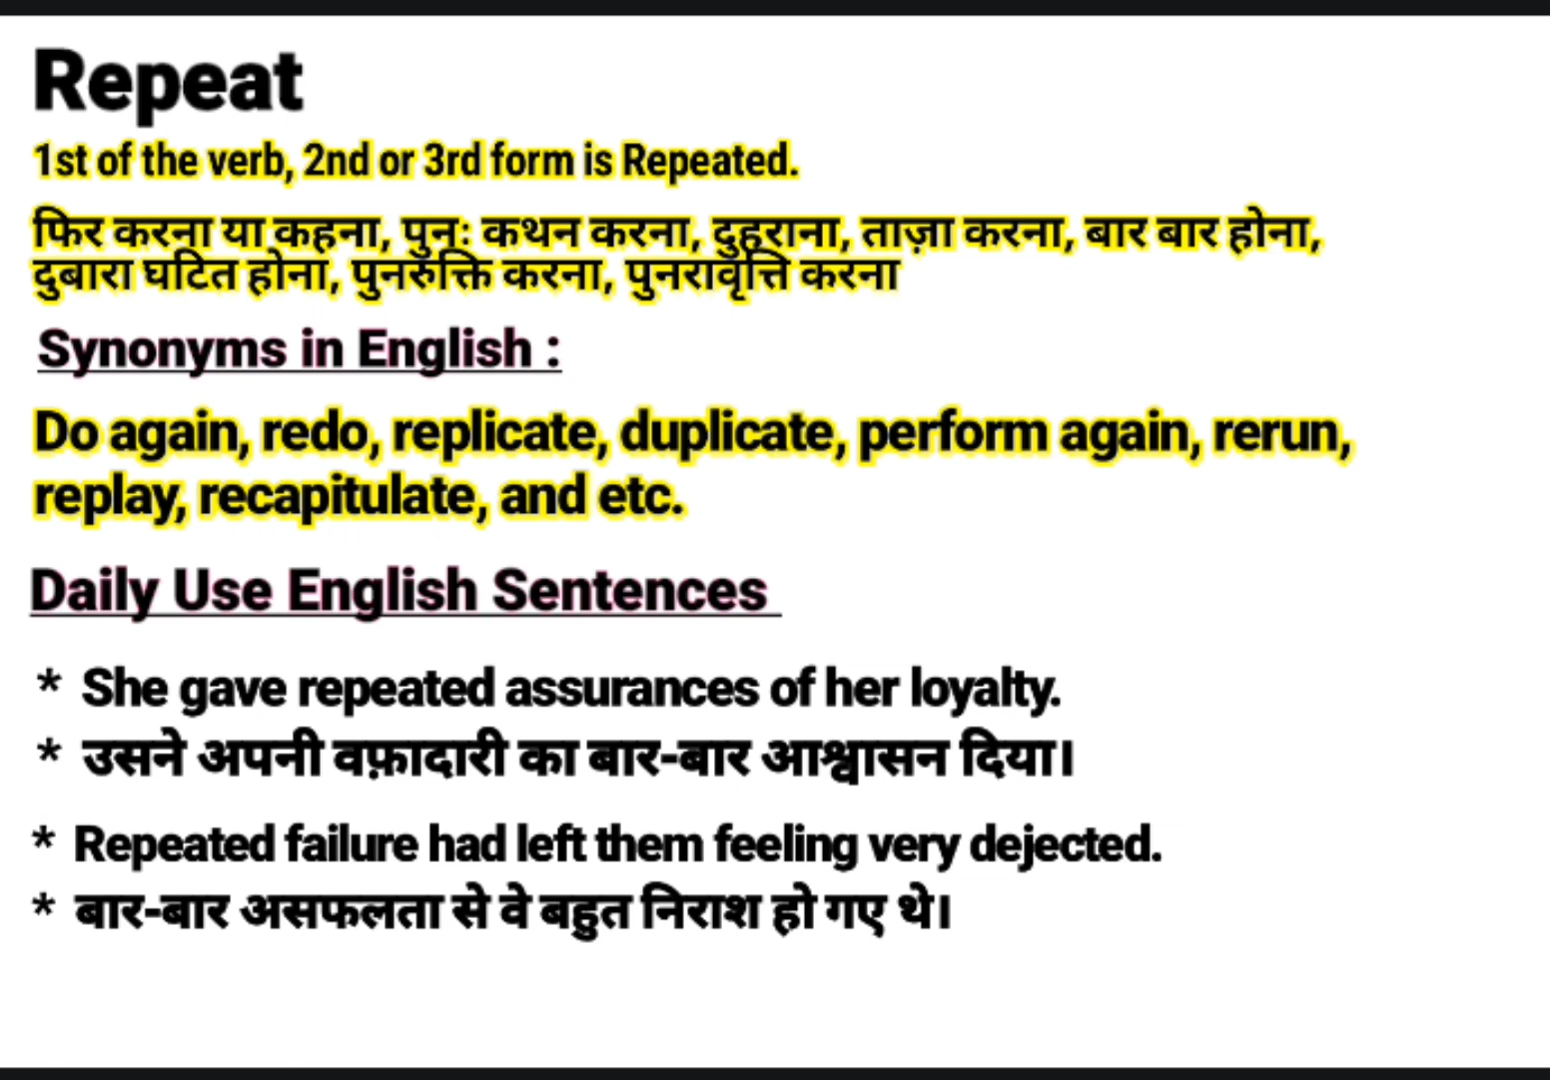 Repeat
1st of the verb, 2nd or 3rd form is Repeated.
फिर करना या कहना, पुनः कथन करना, दुहराना, ताज़ा करना, बार बार होना,
दुबारा घटित होना, पुनरुक्ति करना, पुनरावृत्ति करना
Synonyms in English :
Do again, redo, replicate, duplicate, perform again, rerun,
replay, recapitulate, and etc.
Daily Use English Sentences
* She gave repeated assurances of her loyalty.
* उसने अपनी वफ़ादारी का बार-बार आश्वासन दिया।
* Repeated failure had left them feeling very dejected.
* बार-बार असफलता से वे बहुत निराश हो गए थे।